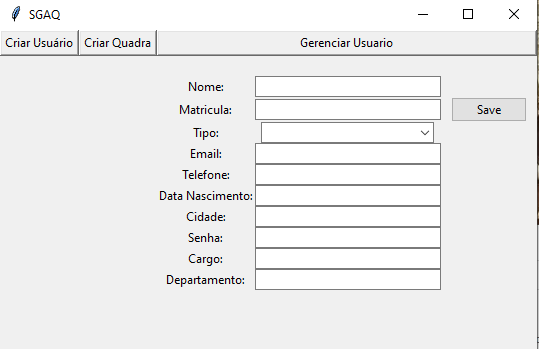 SGAQ
Criar Usuário Criar Quadra Gerenciar Usuario
Nome:
Matricula: Save
Tipo:
Email:
Telefone:
Data Nascimento:
Cidade:
Senha:
Cargo:
Departamento: